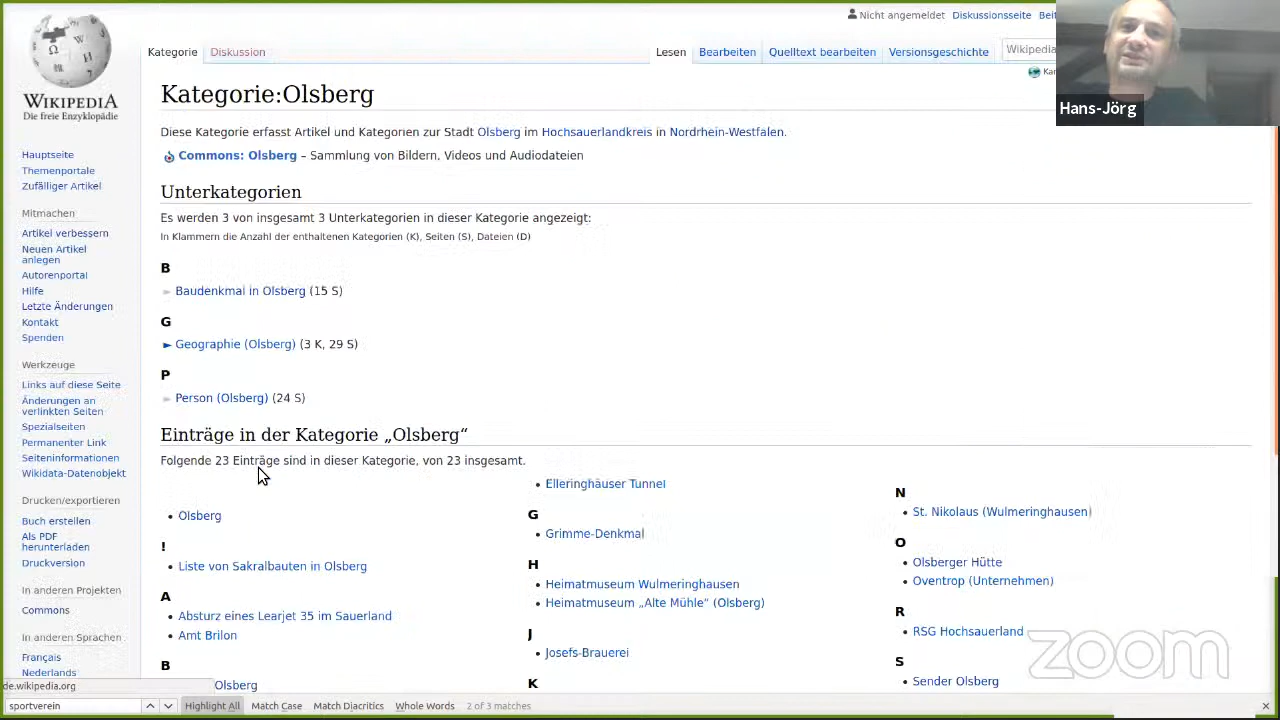 Nicht angemeldet Diskussionsseite
WIKIPEDIA
Die freie Enzyklopädie
Kategorie Diskussion Lesen Bearbeiten Quelltext bearbeiten Versionsgeschichte Wikipedia
Hans-Jörg
Kategorie:Olsberg
Diese Kategorie erfasst Artikel und Kategorien zur Stadt Olsberg im Hochsauerlandkreis in Nordrhein-Westfalen.
Commons: Olsberg – Sammlung von Bildern, Videos und Audiodateien
Unterkategorien
Es werden 3 von insgesamt 3 Unterkategorien in dieser Kategorie angezeigt:
In Klammern die Anzahl der enthaltenen Kategorien (K), Seiten (S), Dateien (D)
B
Baudenkmal in Olsberg (15 S)
G
► Geographie (Olsberg) (3 K, 29 S)
P
Person (Olsberg) (24 S)
Einträge in der Kategorie „Olsberg“
Folgende 23 Einträge sind in dieser Kategorie, von 23 insgesamt.
• Olsberg
!
• Liste von Sakralbauten in Olsberg
A
• Absturz eines Learjet 35 im Sauerland
• Amt Brilon
B
Olsberg
• Elleringhäuser Tunnel
G
• Grimme-Denkmal
H
• Heimatmuseum Wulmeringhausen
• Heimatmuseum „Alte Mühle“ (Olsberg)
J
• Josefs-Brauerei
K
N
• St. Nikolaus (Wulmeringhausen)
O
• Olsberger Hütte
• Oventrop (Unternehmen)
R
• RSG Hochsauerland
S
• Sender Olsberg
Hauptseite
Themenportale
Zufälliger Artikel
Mitmachen
Artikel verbessern
Neuen Artikel
anlegen
Autorenportal
Hilfe
Letzte Änderungen
Kontakt
Spenden
Werkzeuge
Links auf diese Seite
Änderungen an
verlinkten Seiten
Spezialseiten
Permanenter Link
Seiteninformationen
Wikidata-Datenobjekt
Drucken/exportieren
Buch erstellen
Als PDF
herunterladen
Druckversion
In anderen Projekten
Commons
In anderen Sprachen
Français
Nederlands
de.wikipedia.org
zoom
sportverein Highlight All Match Case Match Diacritics Whole Words 2 of 3 matches